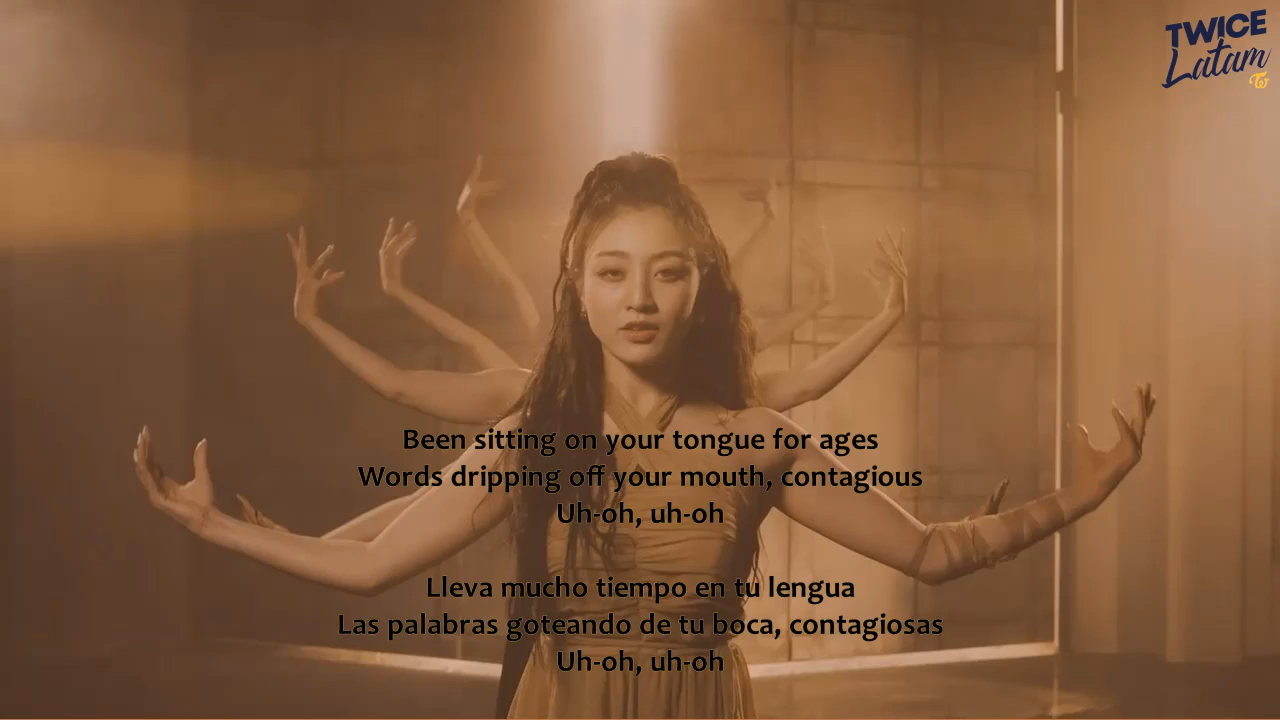 TWICE
Latam
Been sitting on your tongue for ages
Words dripping off your mouth, contagious
Uh-oh, uh-oh
Lleva mucho tiempo en tu lengua
Las palabras goteando de tu boca, contagiosas
Uh-oh, uh-oh